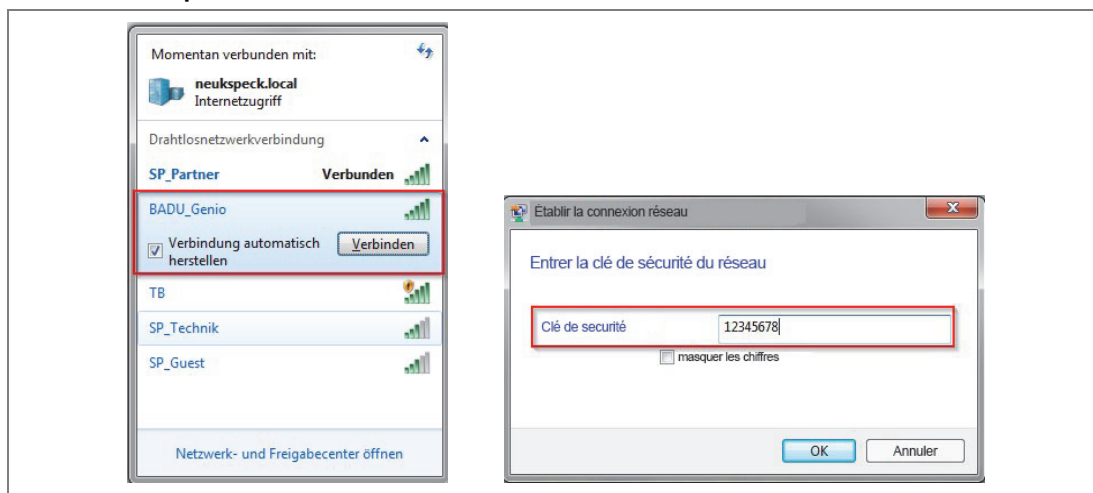 Momentan verbunden mit:
neukspeck.local
Internetzugriff
Drahtlosnetzwerkverbindung
SP_Partner Verbunden
BADU_Genio
Verbindung automatisch herstellen Verbinden
TB
SP_Technik
SP_Guest
Netzwerk- und Freigabecenter öffnen
Établir la connexion réseau
Entrer la clé de sécurité du réseau
Clé de securité 12345678
masquer les chiffres
OK Annuler